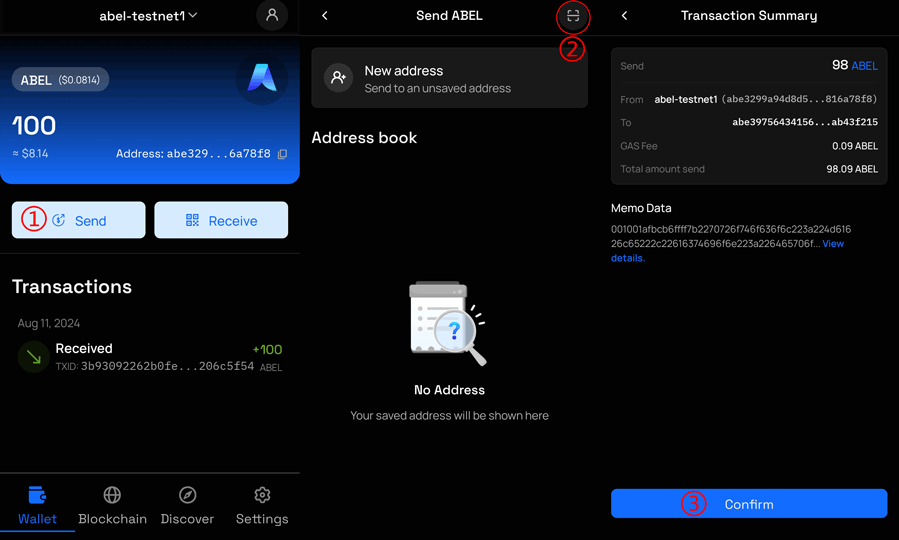 abel-testnet1
ABEL ($0.0814)
100
≈ $8.14
Address: abe329...6a78f8
① Send
Receive
Transactions
Aug 11, 2024
Received
+100
TXID: 3b93092262b0fe...206c5f54 ABEL
Wallet
Blockchain
Discover
Settings
Send ABEL
②
New address
Send to an unsaved address
Address book
?
No Address
Your saved address will be shown here
Transaction Summary
Send 98 ABEL
From abel-testnet1 (abe3299a94d8d5...816a78f8)
To abe39756434156...ab43f215
GAS Fee 0.09 ABEL
Total amount send 98.09 ABEL
Memo Data
001001afbcb6ffff7b2270726f746f636f6c223a224d616
26c65222c22616374696f6e223a226465706f... View
details.
③ Confirm